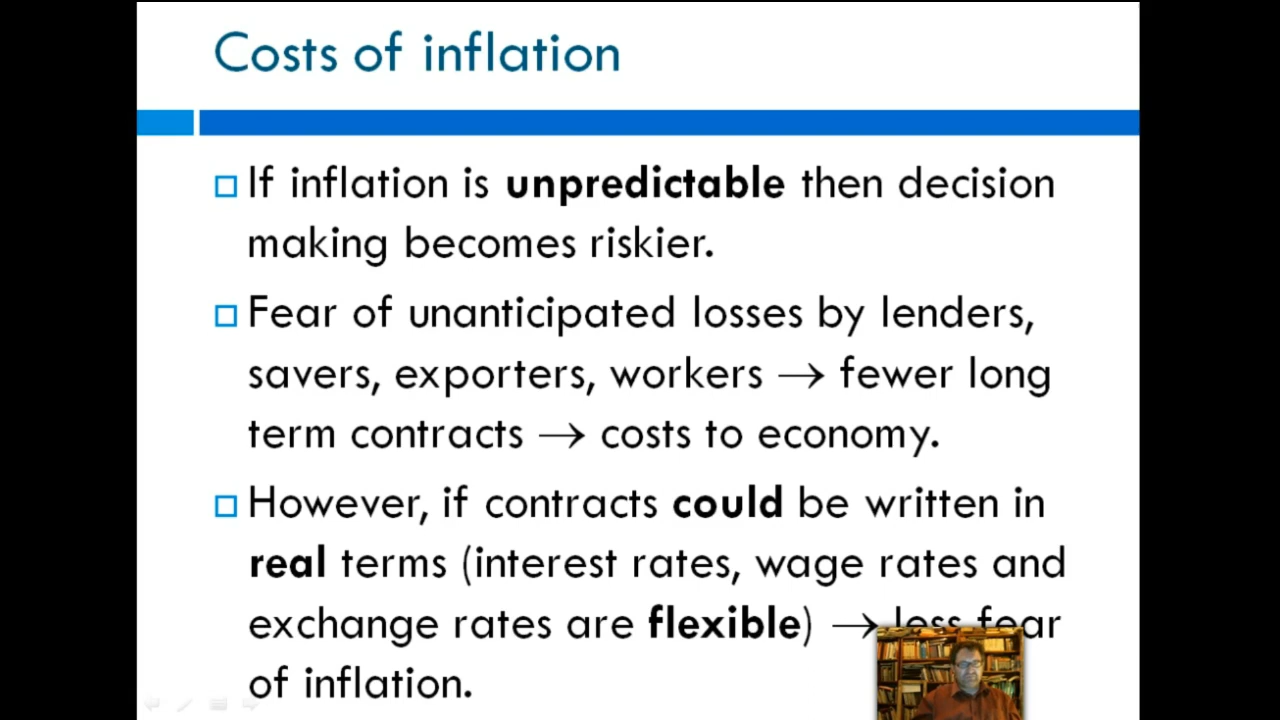 Costs of inflation
If inflation is unpredictable then decision
making becomes riskier.
Fear of unanticipated losses by lenders,
savers, exporters, workers → fewer long
term contracts → costs to economy.
However, if contracts could be written in
real terms (interest rates, wage rates and
exchange rates are flexible) → less fear
of inflation.